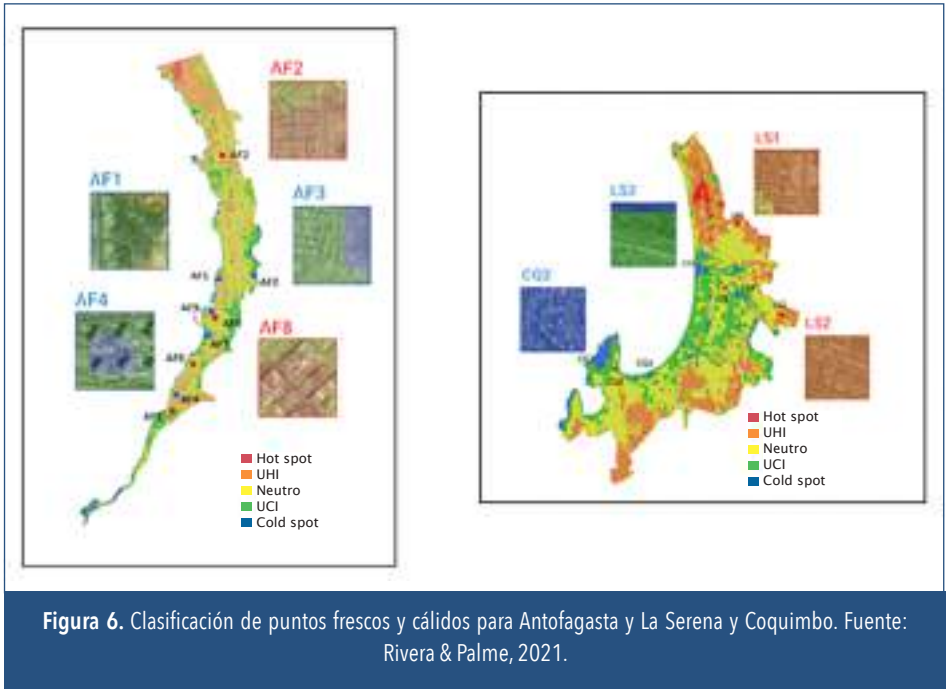 AF2
AF1
AF3
AF4
AF8
AF2
Hot spot
UHI
Neutro
UCI
Cold spot
LS1
LS3
CQ2
LS2
Hot spot
UHI
Neutro
UCI
Cold spot
Figura 6. Clasificación de puntos frescos y cálidos para Antofagasta y La Serena y Coquimbo. Fuente:
Rivera & Palme, 2021.